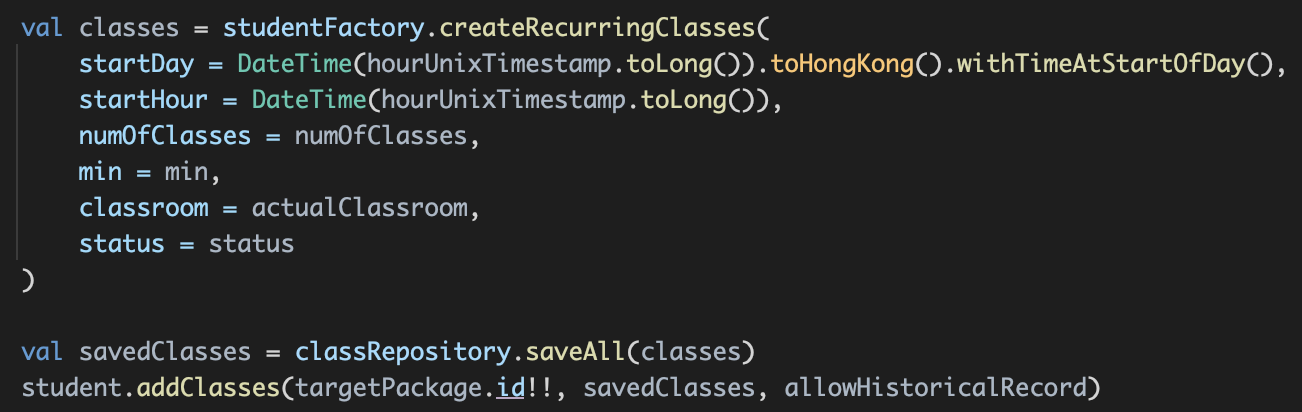 val classes = studentFactory.createRecurringClasses(
    startDay = DateTime(hourUnixTimestamp.toLong()).toHongKong().withTimeAtStartOfDay(),
    startHour = DateTime(hourUnixTimestamp.toLong()),
    numOfClasses = numOfClasses,
    min = min,
    classroom = actualClassroom,
    status = status
)

val savedClasses = classRepository.saveAll(classes)
student.addClasses(targetPackage.id!!, savedClasses, allowHistoricalRecord)